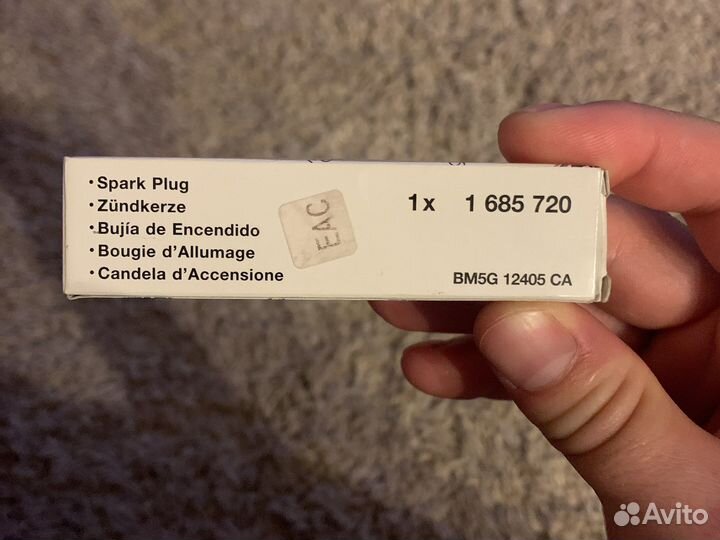 • Spark Plug
• Zündkerze
• Bujía de Encendido
• Bougie d'Allumage
• Candela d'Accensione
EAC
1x 1 685 720
BM5G 12405 CA
Avito